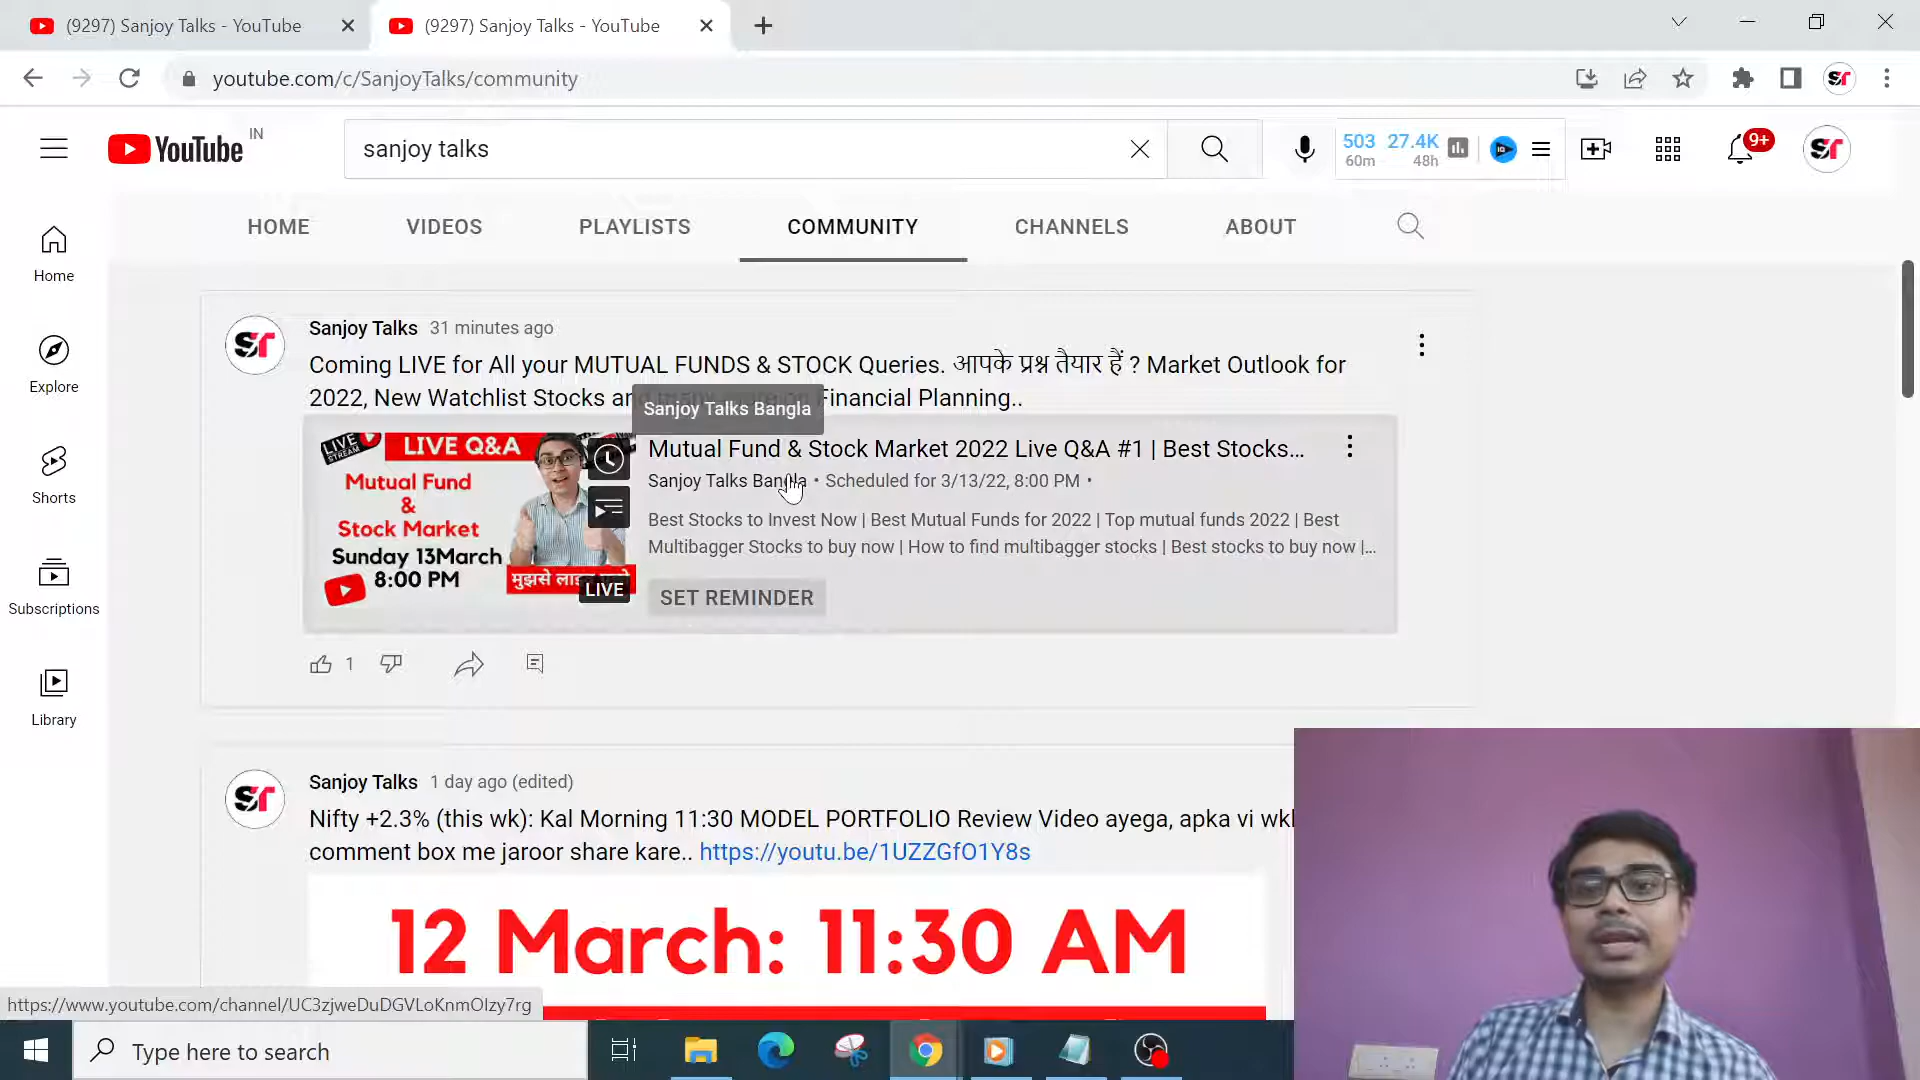 (9297) Sanjoy Talks - YouTube
(9297) Sanjoy Talks - YouTube
youtube.com/c/SanjoyTalks/community
YouTube IN
sanjoy talks
503 27.4K
60m 48h
9+
HOME VIDEOS PLAYLISTS COMMUNITY CHANNELS ABOUT
Home
Explore
Shorts
Subscriptions
Library
Sanjoy Talks 31 minutes ago
Coming LIVE for All your MUTUAL FUNDS & STOCK Queries. आपके प्रश्न तैयार हैं ? Market Outlook for
2022, New Watchlist Stocks and Financial Planning..
Sanjoy Talks Bangla
LIVE STREAM
LIVE Q&A
Mutual Fund
&
Stock Market
Sunday 13March
8:00 PM
मुझसे
LIVE
Mutual Fund & Stock Market 2022 Live Q&A #1 | Best Stocks...
Sanjoy Talks Bangla • Scheduled for 3/13/22, 8:00 PM •
Best Stocks to Invest Now | Best Mutual Funds for 2022 | Top mutual funds 2022 | Best
Multibagger Stocks to buy now | How to find multibagger stocks | Best stocks to buy now |...
SET REMINDER
1
Sanjoy Talks 1 day ago (edited)
Nifty +2.3% (this wk): Kal Morning 11:30 MODEL PORTFOLIO Review Video ayega, apka vi wkl
comment box me jaroor share kare.. https://youtu.be/1UZZGfO1Y8s
12 March: 11:30 AM
https://www.youtube.com/channel/UC3zjweDuDGVLoKnmOIzy7rg
Type here to search